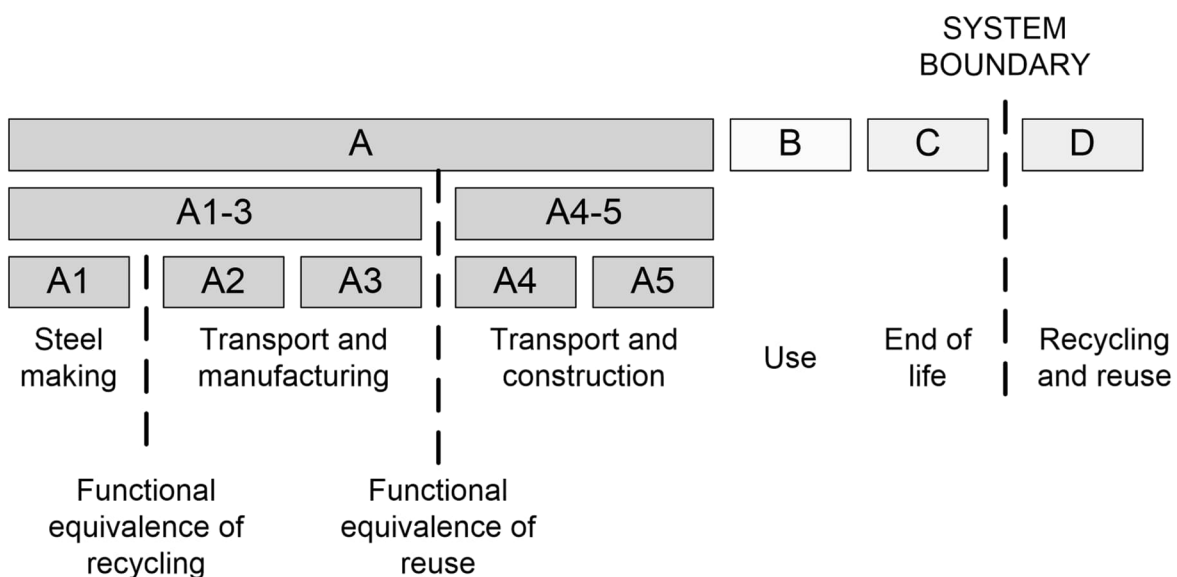 SYSTEM
BOUNDARY
A
B
C
D
A1-3
A4-5
A1
A2
A3
A4
A5
Steel
making
Transport and
manufacturing
Transport and
construction
Use
End of
life
Recycling
and reuse
Functional
equivalence of
recycling
Functional
equivalence of
reuse